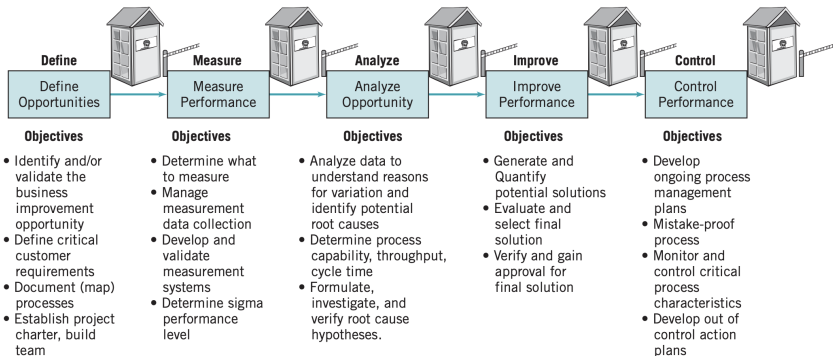 Define
Define
Opportunities
Objectives
• Identify and/or
validate the
business
improvement
opportunity
• Define critical
customer
requirements
• Document (map)
processes
• Establish project
charter, build
team
Measure
Measure
Performance
Objectives
• Determine what
to measure
• Manage
measurement
data collection
• Develop and
validate
measurement
systems
• Determine sigma
performance
level
Analyze
Analyze
Opportunity
Objectives
• Analyze data to
understand reasons
for variation and
identify potential
root causes
• Determine process
capability, throughput,
cycle time
• Formulate,
investigate, and
verify root cause
hypotheses.
Improve
Improve
Performance
Objectives
• Generate and
Quantify
potential solutions
• Evaluate and
select final
solution
• Verify and gain
approval for
final solution
Control
Control
Performance
Objectives
• Develop
ongoing process
management
plans
• Mistake-proof
process
• Monitor and
control critical
process
characteristics
• Develop out of
control action
plans